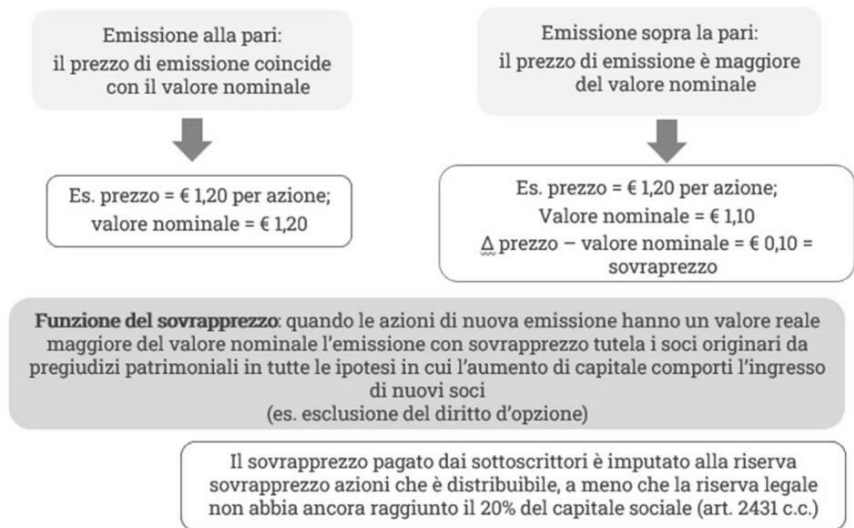 Emissione alla pari:
il prezzo di emissione coincide
con il valore nominale
Emissione sopra la pari:
il prezzo di emissione è maggiore
del valore nominale
Es. prezzo = € 1,20 per azione;
valore nominale = € 1,20
Es. prezzo = € 1,20 per azione;
Valore nominale = € 1,10
Δ prezzo – valore nominale = € 0,10 =
sovraprezzo
Funzione del sovrapprezzo: quando le azioni di nuova emissione hanno un valore reale
maggiore del valore nominale l'emissione con sovrapprezzo tutela i soci originari da
pregiudizi patrimoniali in tutte le ipotesi in cui l'aumento di capitale comporti l'ingresso
di nuovi soci
(es. esclusione del diritto d'opzione)
Il sovrapprezzo pagato dai sottoscrittori è imputato alla riserva
sovrapprezzo azioni che è distribuibile, a meno che la riserva legale
non abbia ancora raggiunto il 20% del capitale sociale (art. 2431 c.c.)